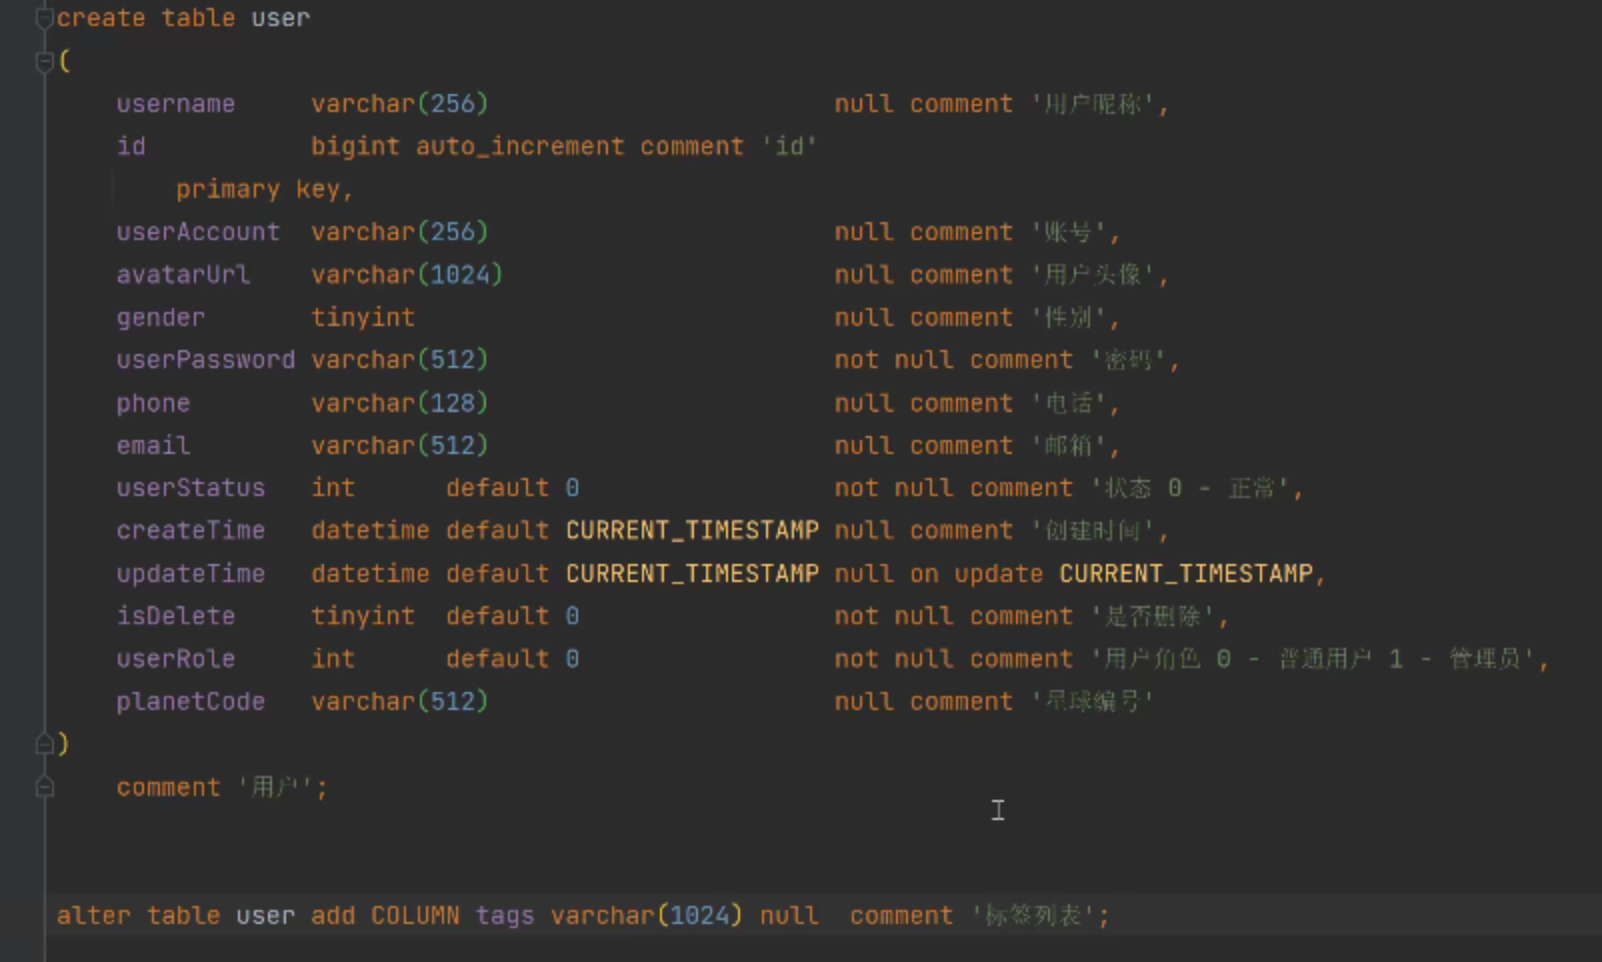 create table user
(
username varchar(256) null comment '用户昵称',
id bigint auto_increment comment 'id'
primary key,
userAccount varchar(256) null comment '账号',
avatarUrl varchar(1024) null comment '用户头像',
gender tinyint null comment '性别',
userPassword varchar(512) not null comment '密码',
phone varchar(128) null comment '电话',
email varchar(512) null comment '邮箱',
userStatus int default 0 not null comment '状态 0 - 正常',
createTime datetime default CURRENT_TIMESTAMP null comment '创建时间',
updateTime datetime default CURRENT_TIMESTAMP null on update CURRENT_TIMESTAMP,
isDelete tinyint default 0 not null comment '是否删除',
userRole int default 0 not null comment '用户角色 0 - 普通用户 1 - 管理员',
planetCode varchar(512) null comment '星球编号'
)
comment '用户';
alter table user add COLUMN tags varchar(1024) null comment '标签列表';